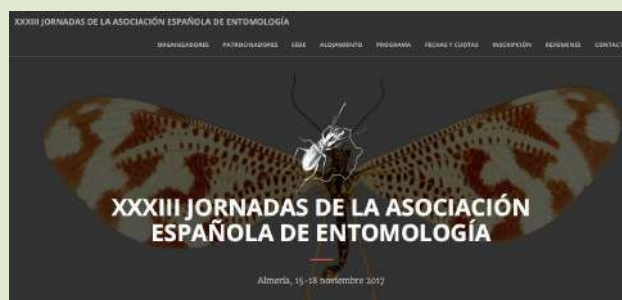 XXXIII JORNADAS DE LA ASOCIACIÓN ESPAÑOLA DE ENTOMOLOGÍA
ORGANIZADORES PATROCINADORES SEDE ALOJAMIENTO PROGRAMA FECHAS Y CUOTAS INSCRIPCIÓN RESÚMENES CONTACT
XXXIII JORNADAS DE LA ASOCIACIÓN
ESPAÑOLA DE ENTOMOLOGÍA
Almería, 15-18 noviembre 2017